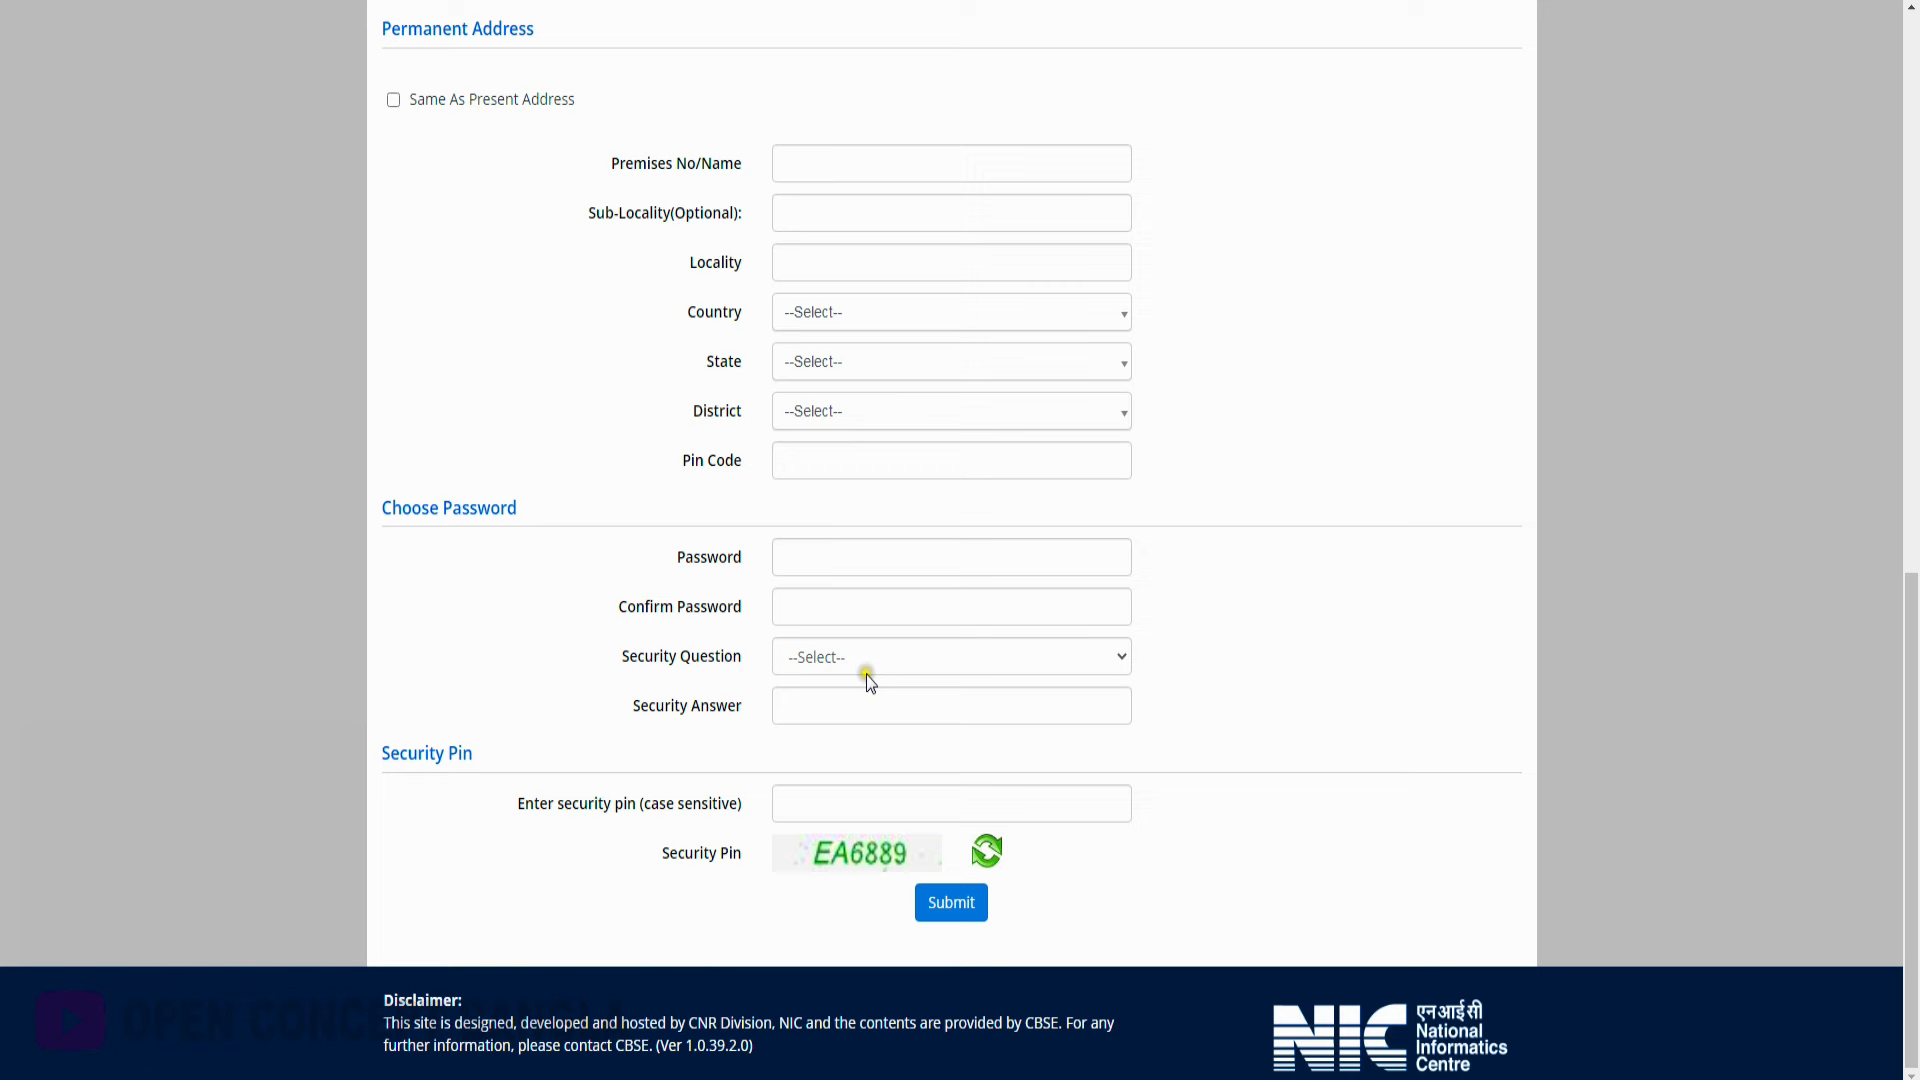 Permanent Address
Same As Present Address
Premises No/Name
Sub-Locality(Optional):
Locality
Country --Select--
State --Select--
District --Select--
Pin Code
Choose Password
Password
Confirm Password
Security Question --Select--
Security Answer
Security Pin
Enter security pin (case sensitive)
Security Pin EA6889
Submit
OPEN
Disclaimer:
This site is designed, developed and hosted by CNR Division, NIC and the contents are provided by CBSE. For any
further information, please contact CBSE. (Ver 1.0.39.2.0)
NIC
एन आई सी
National
Informatics
Centre